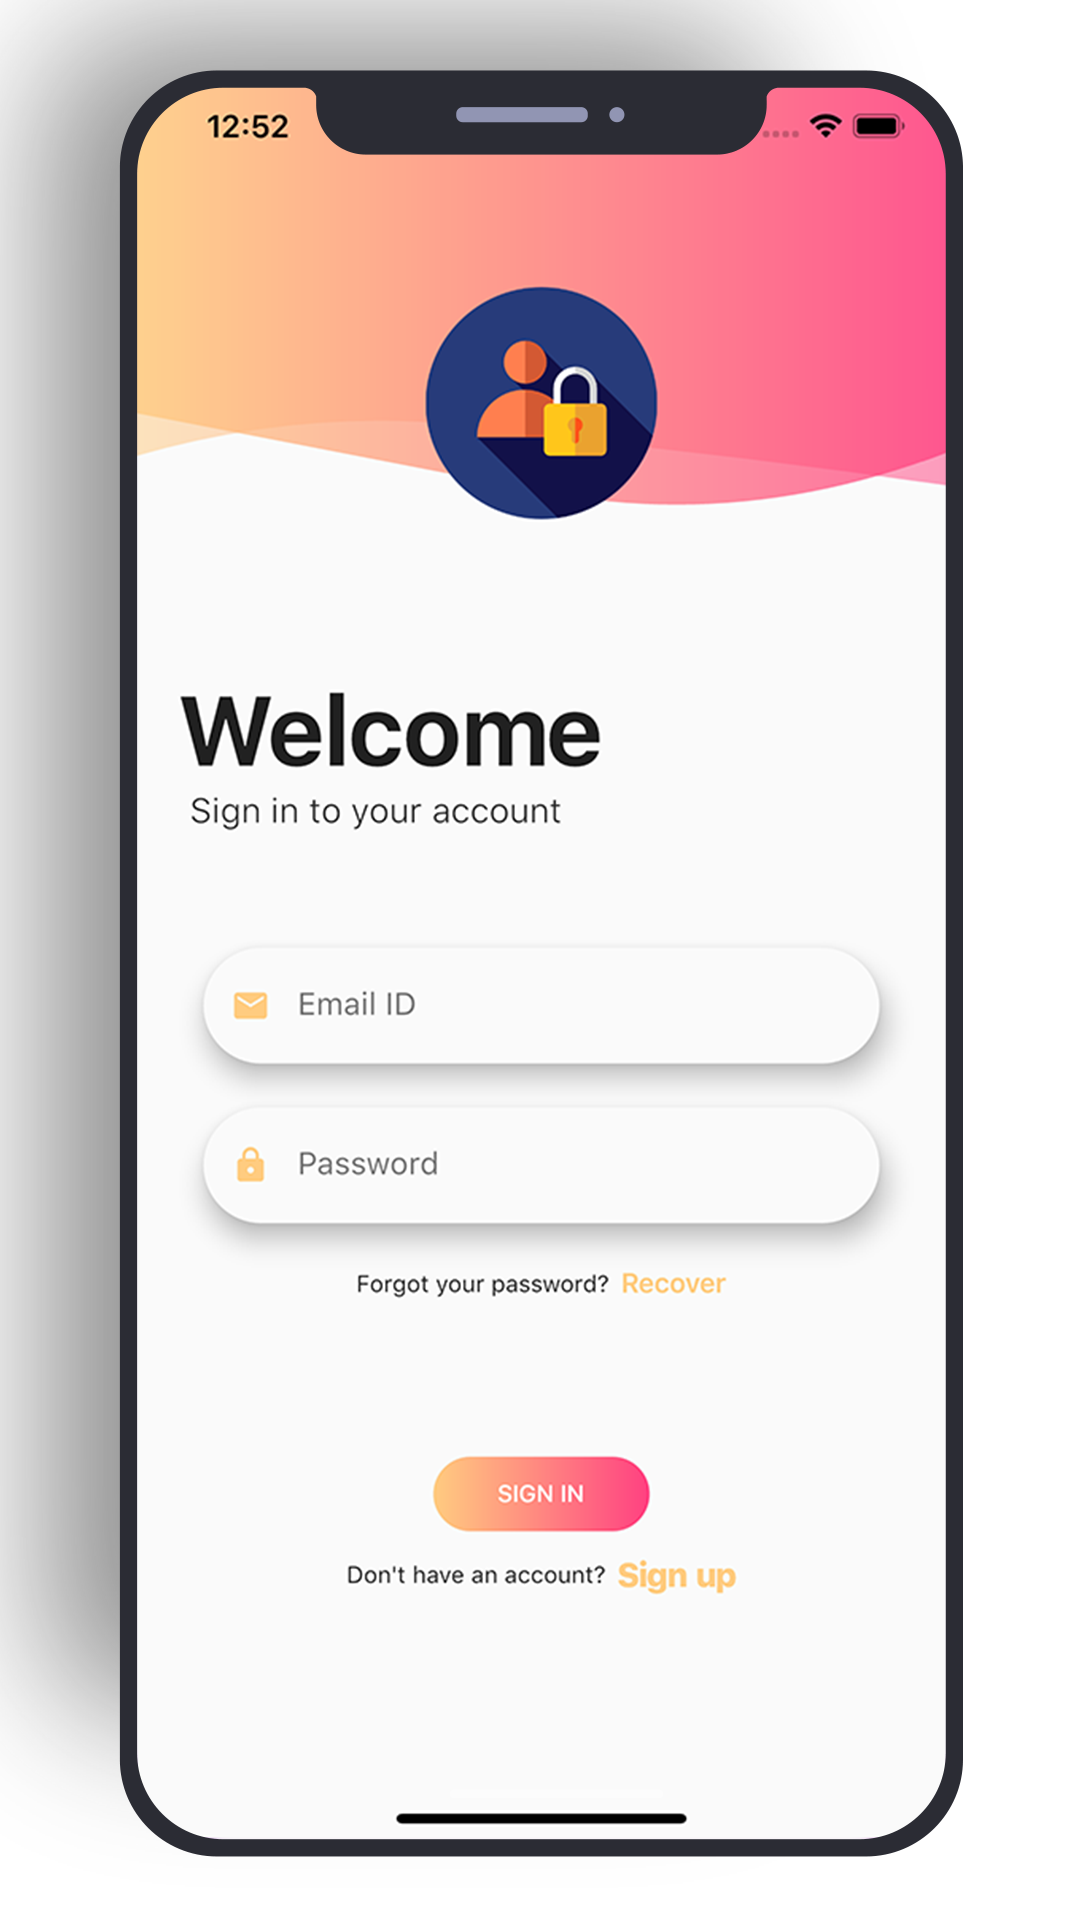 12:52
Welcome
Sign in to your account
Email ID
Password
Forgot your password? Recover
SIGN IN
Don't have an account? Sign up